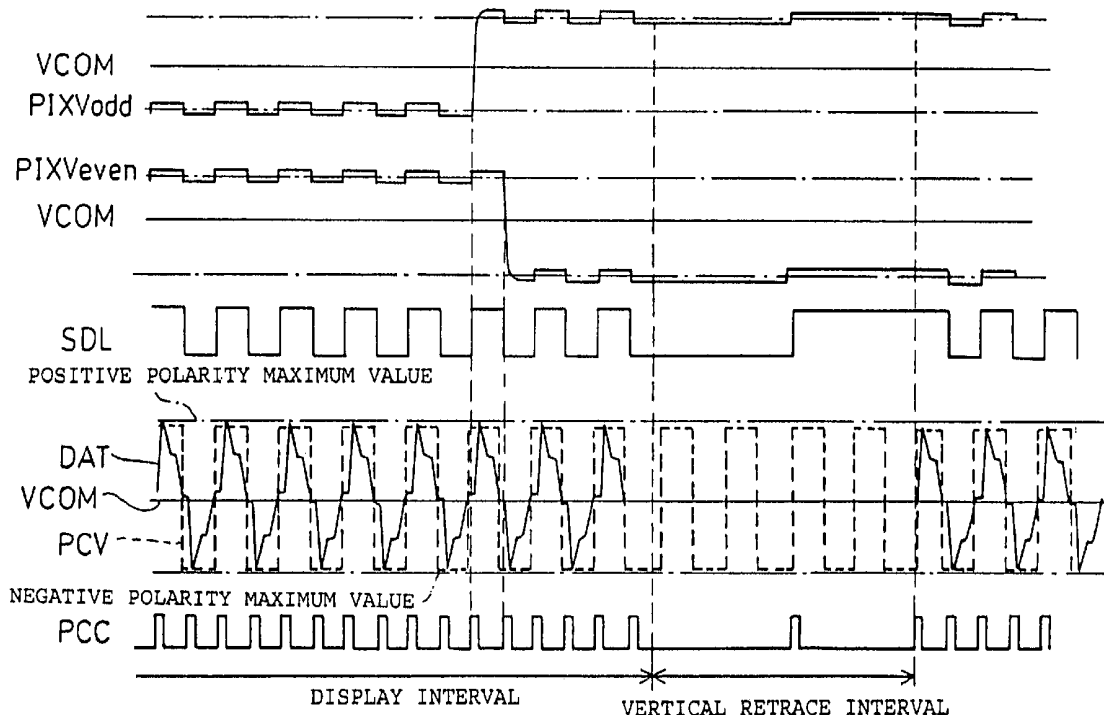 VCOM
PIXVodd
PIXVeven
VCOM
SDL
POSITIVE POLARITY MAXIMUM VALUE
DAT
VCOM
PCV
NEGATIVE POLARITY MAXIMUM VALUE
PCC
DISPLAY INTERVAL
VERTICAL RETRACE INTERVAL